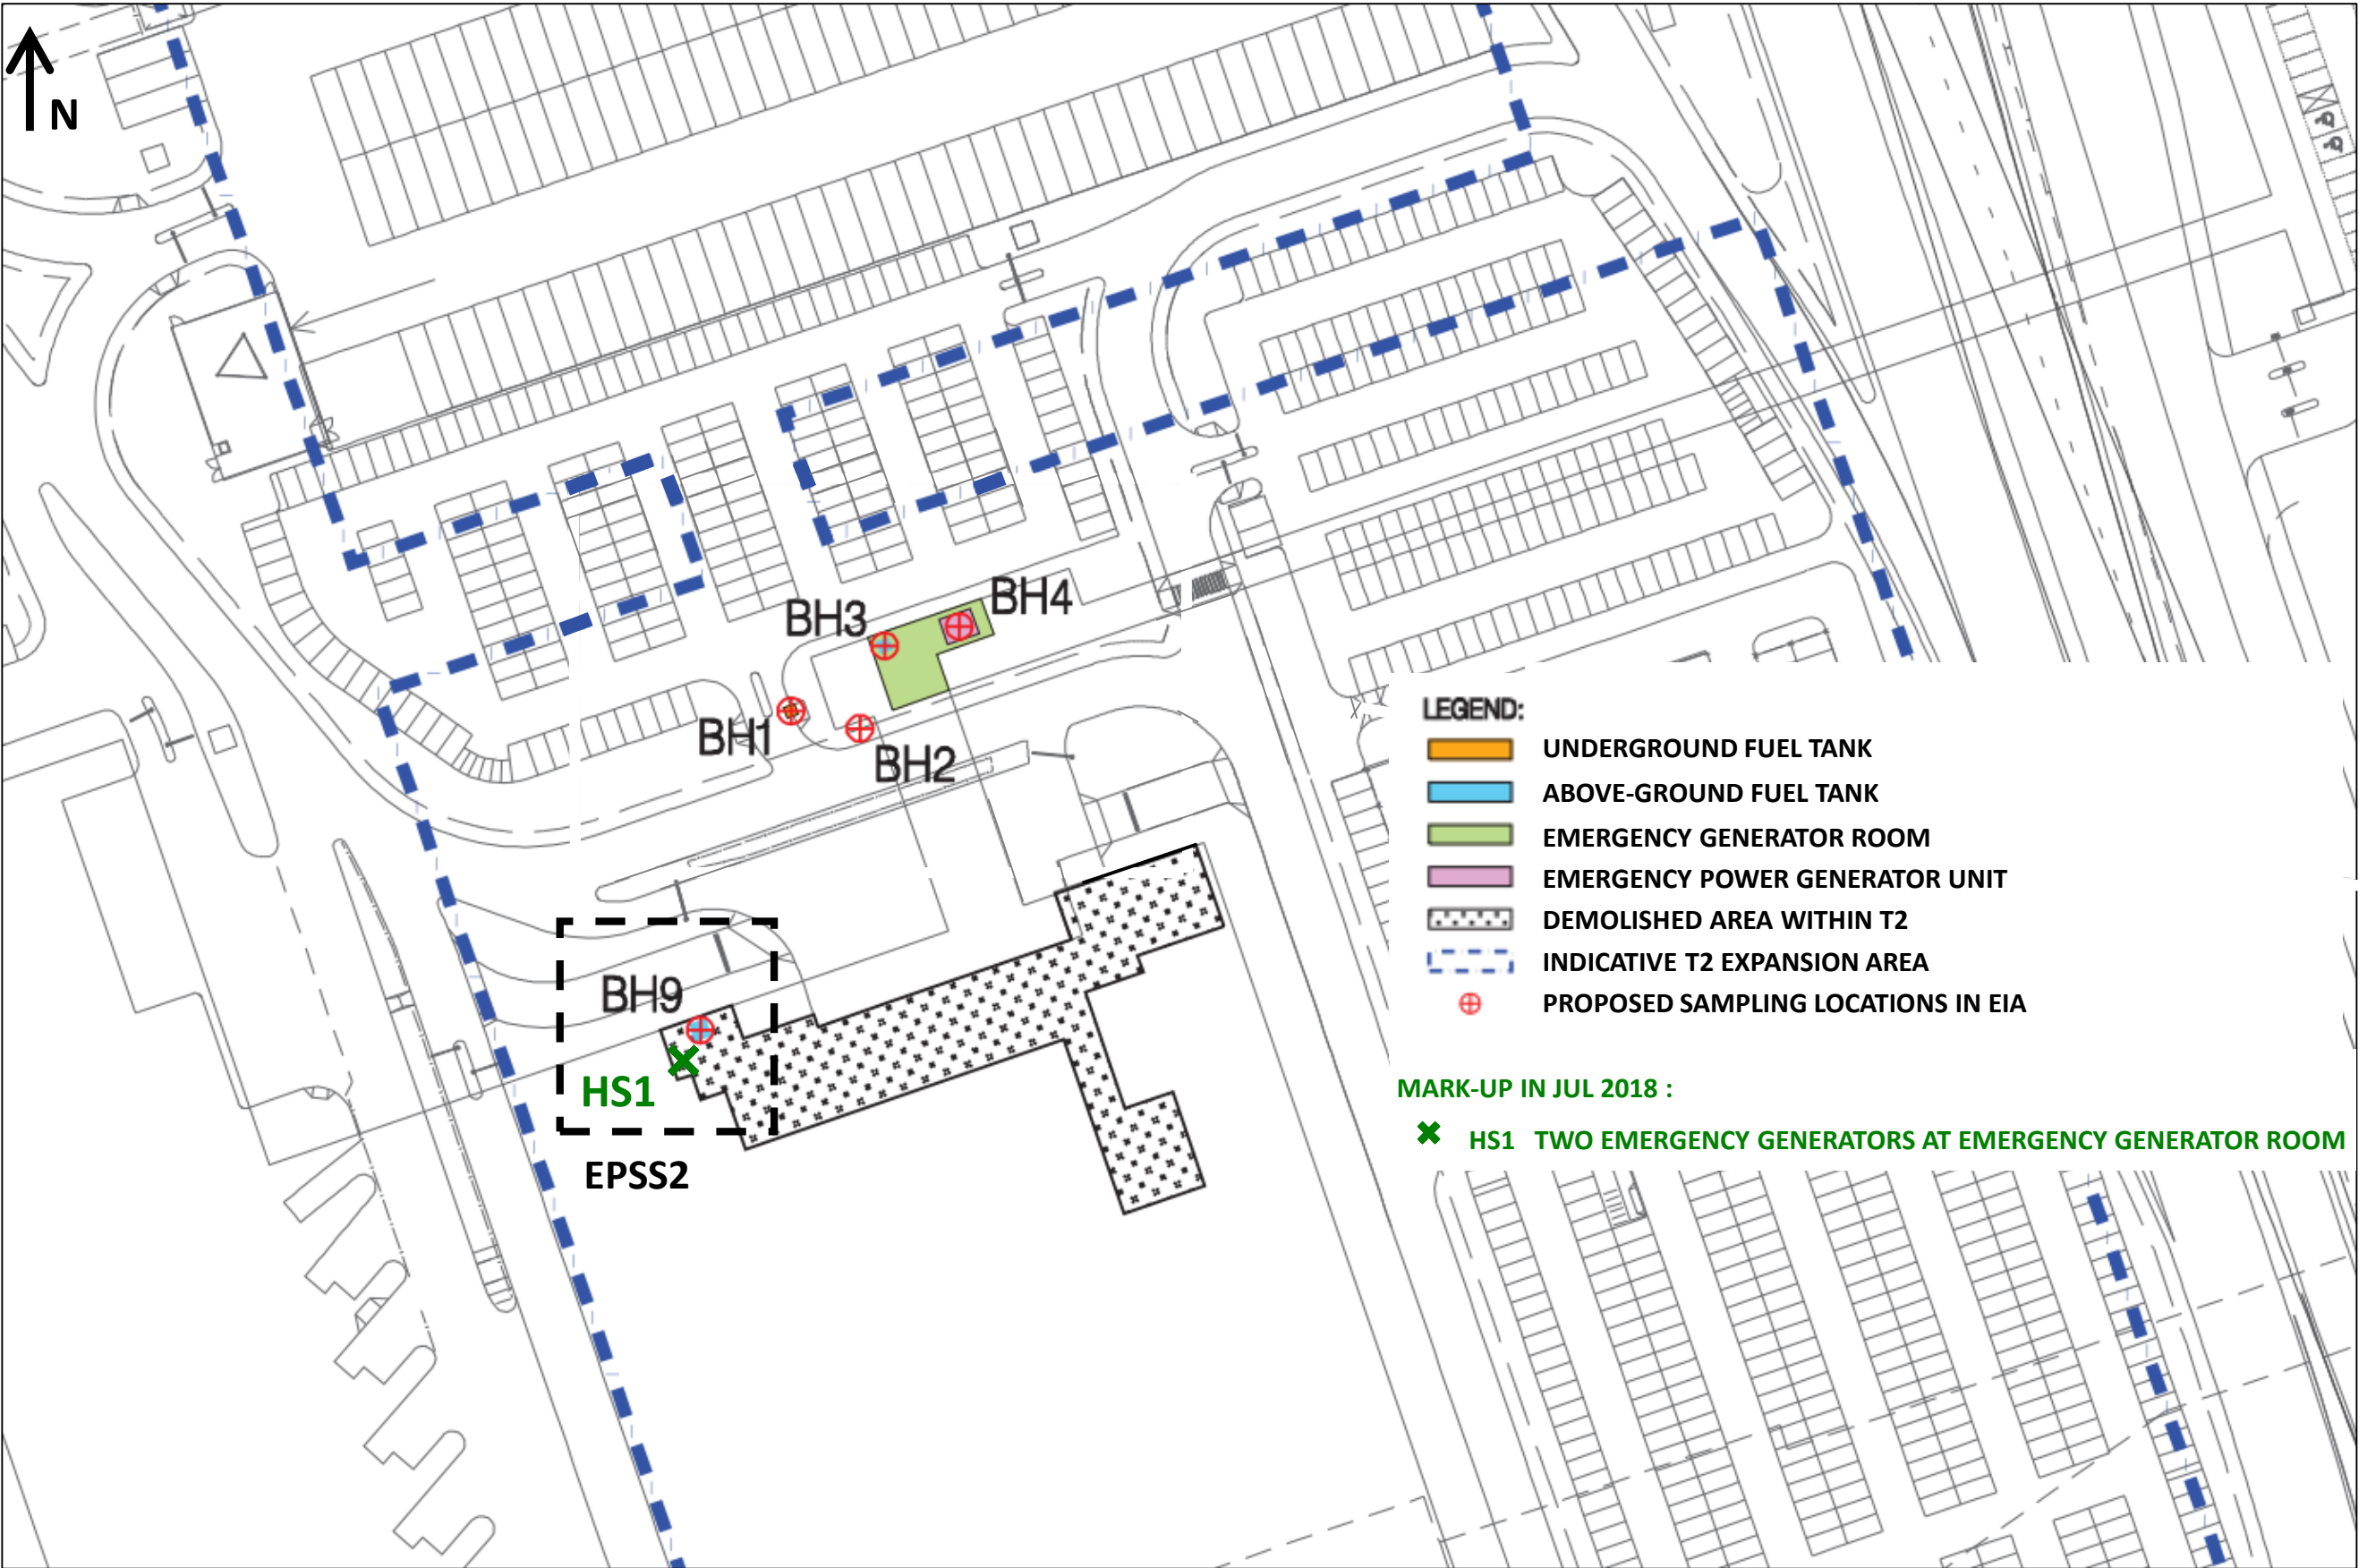 N
BH3
BH4
BH1
BH2
BH9
HS1
EPSS2
LEGEND:
UNDERGROUND FUEL TANK
ABOVE-GROUND FUEL TANK
EMERGENCY GENERATOR ROOM
EMERGENCY POWER GENERATOR UNIT
DEMOLISHED AREA WITHIN T2
INDICATIVE T2 EXPANSION AREA
PROPOSED SAMPLING LOCATIONS IN EIA
MARK-UP IN JUL 2018 :
HS1 TWO EMERGENCY GENERATORS AT EMERGENCY GENERATOR ROOM